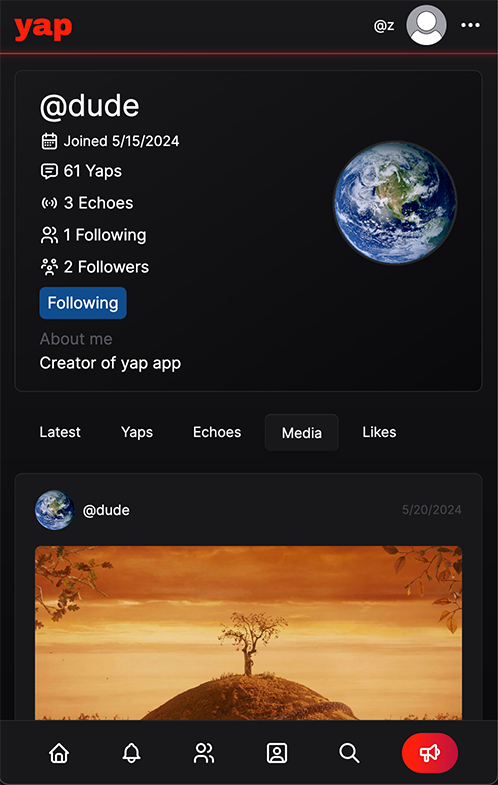 yap
@z
@dude
Joined 5/15/2024
61 Yaps
3 Echoes
1 Following
2 Followers
Following
About me
Creator of yap app
Latest Yaps Echoes Media Likes
@dude 5/20/2024